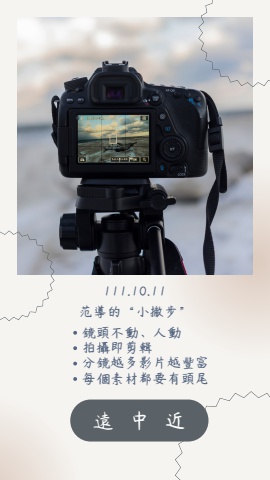 111.10.11
范導的“小撇步”
• 鏡頭不動、人動
• 拍攝即剪輯
• 分鏡越多影片越豐富
• 每個素材都要有頭尾
遠 中 近